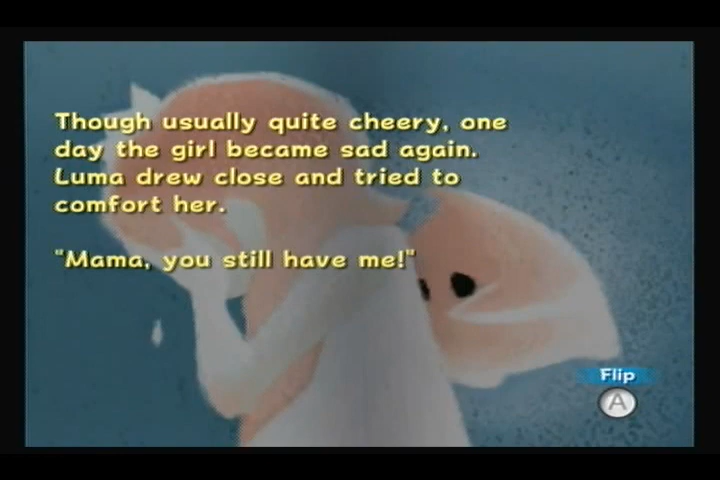 Though usually quite cheery, one
day the girl became sad again.
Luma drew close and tried to
comfort her.
"Mama, you still have me!"
Flip
A